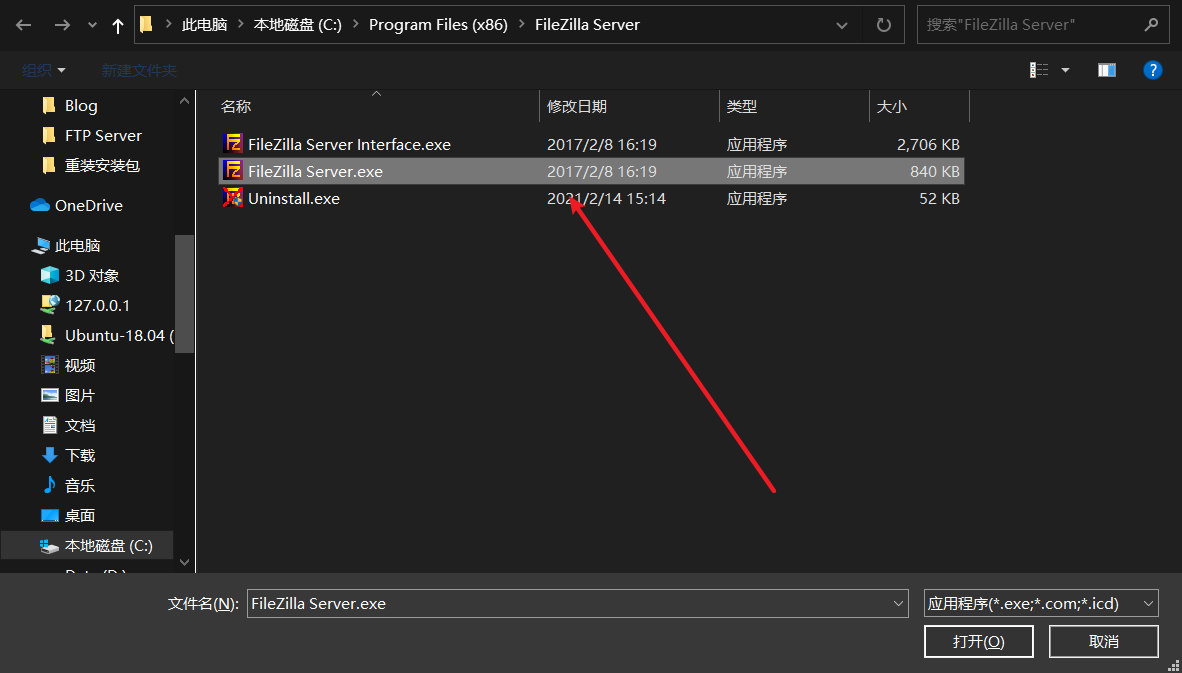 此电脑 本地磁盘 (C:) Program Files (x86) FileZilla Server 搜索"FileZilla Server"
组织 新建文件夹 ?
Blog
FTP Server
重装安装包
OneDrive
此电脑
3D 对象
127.0.0.1
Ubuntu-18.04 (
视频
图片
文档
下载
音乐
桌面
本地磁盘 (C:)
名称 修改日期 类型 大小
FileZilla Server Interface.exe 2017/2/8 16:19 应用程序 2,706 KB
FileZilla Server.exe 2017/2/8 16:19 应用程序 840 KB
Uninstall.exe 2021/2/14 15:14 应用程序 52 KB
文件名(N): FileZilla Server.exe 应用程序(*.exe;*.com;*.icd)
打开(O) 取消